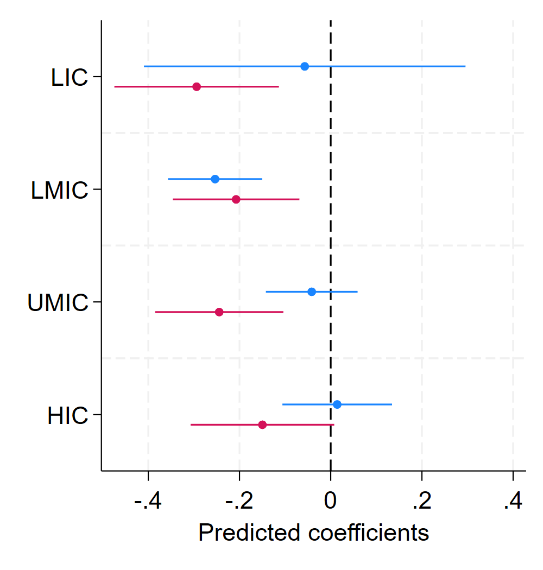 LIC
LMIC
UMIC
HIC
-.4 -.2 0 .2 .4
Predicted coefficients